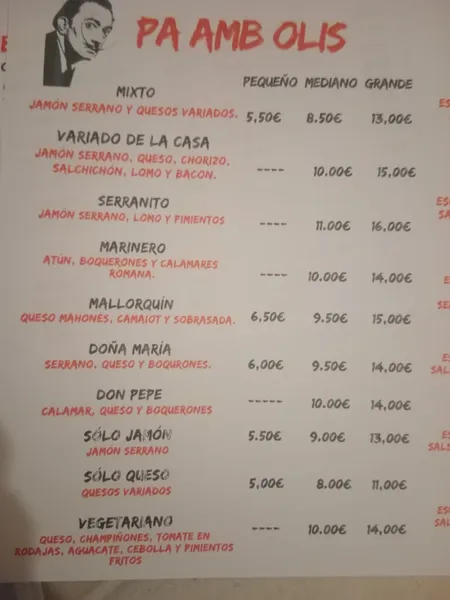 PA AMB OLIS
PEQUEÑO MEDIANO GRANDE
MIXTO
JAMÓN SERRANO Y QUESOS VARIADOS. 5,50€ 8.50€ 13,00€
VARIADO DE LA CASA
JAMÓN SERRANO, QUESO, CHORIZO,
SALCHICHÓN, LOMO Y BACON. ---- 10.00€ 15,00€
SERRANITO
JAMÓN SERRANO, LOMO Y PIMIENTOS ---- 11.00€ 16,00€
MARINERO
ATÚN, BOQUERONES Y CALAMARES
ROMANA. ---- 10.00€ 14,00€
MALLORQUÍN
QUESO MAHONÉS, CAMAIOT Y SOBRASADA. 6,50€ 9.50€ 15,00€
DOÑA MARÍA
SERRANO, QUESO Y BOQURONES. 6,00€ 9.50€ 14,00€
DON PEPE
CALAMAR, QUESO Y BOQUERONES ----- 10.00€ 14,00€
SÓLO JAMÓN
JAMÓN SERRANO 5.50€ 9.00€ 13,00€
SÓLO QUESO
QUESOS VARIADOS 5,00€ 8.00€ 11,00€
VEGETARIANO
QUESO, CHAMPIÑONES, TOMATE EN
RODAJAS, AGUACATE, CEBOLLA Y PIMIENTOS
FRITOS ---- 10.00€ 14,00€